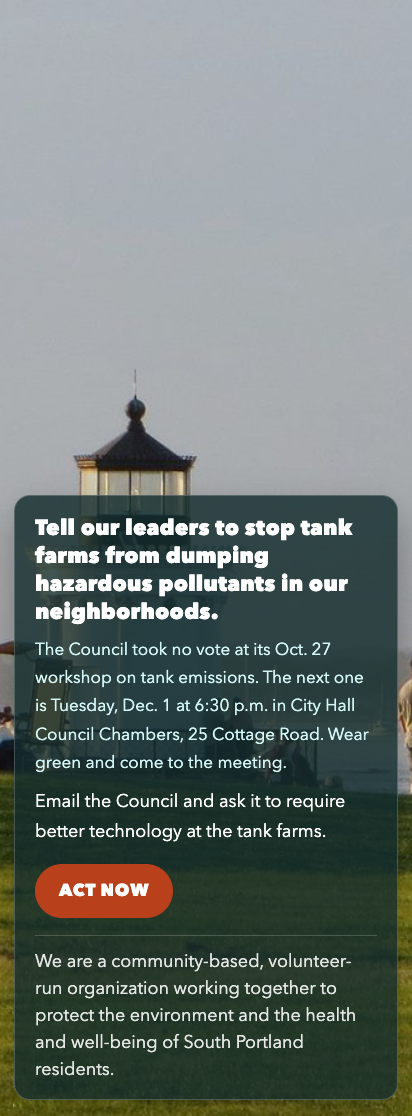 Tell our leaders to stop tank
farms from dumping
hazardous pollutants in our
neighborhoods.
The Council took no vote at its Oct. 27
workshop on tank emissions. The next one
is Tuesday, Dec. 1 at 6:30 p.m. in City Hall
Council Chambers, 25 Cottage Road. Wear
green and come to the meeting.
Email the Council and ask it to require
better technology at the tank farms.
ACT NOW
We are a community-based, volunteer-
run organization working together to
protect the environment and the health
and well-being of South Portland
residents.